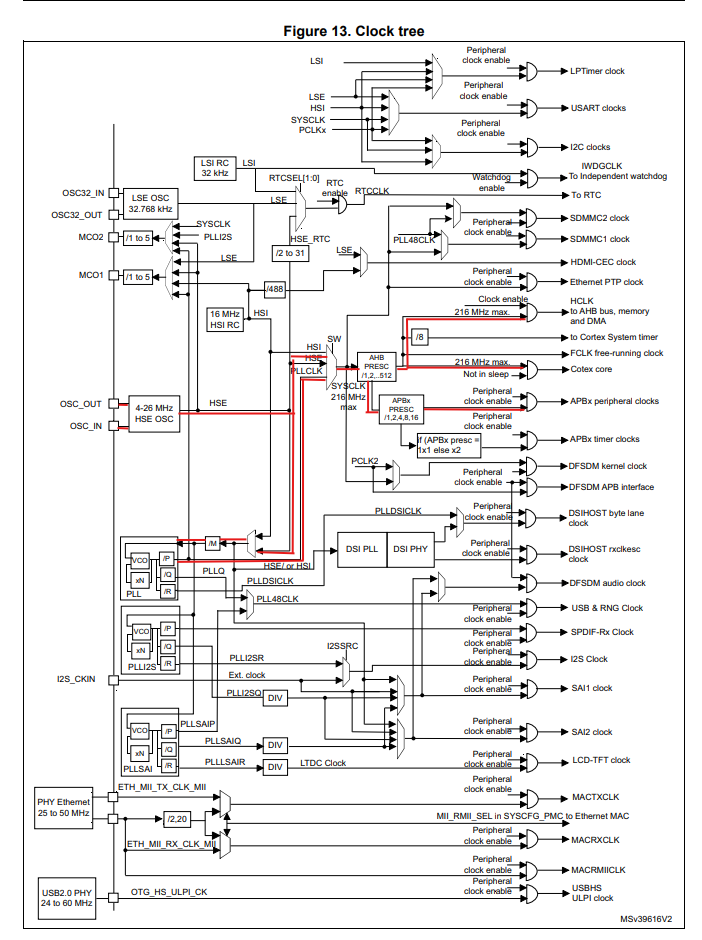 Figure 13. Clock tree
LSI
Peripheral
clock enable
LPTimer clock
LSE
HSI
SYSCLK
PCLKx
Peripheral
clock enable
USART clocks
Peripheral
clock enable
I2C clocks
LSI RC
32 kHz
LSI
RTCSEL[1:0]
IWDGCLK
To Independent watchdog
Watchdog
enable
RTC
enable
RTCCLK
To RTC
OSC32_IN
OSC32_OUT
LSE OSC
32.768 kHz
LSE
SYSCLK
PLLI2S
MCO2
/1 to 5
LSE
MCO1
/1 to 5
HSE_RTC
/2 to 31
LSE
PLL48CLK
Peripheral
clock enable
SDMMC2 clock
SDMMC1 clock
HDMI-CEC clock
/488
Peripheral
clock enable
Ethernet PTP clock
16 MHz
HSI RC
HSI
Clock enable
216 MHz max.
HCLK
to AHB bus, memory
and DMA
SW
HSI
HSE
PLLCLK
/8
to Cortex System timer
FCLK free-running clock
AHB
PRESC
/1,2,..512
216 MHz max.
Not in sleep
Cotex core
SYSCLK
216 MHz
max
OSC_OUT
OSC_IN
4-26 MHz
HSE OSC
HSE
APBx
PRESC
/1,2,4,8,16
Peripheral
clock enable
APBx peripheral clocks
if (APBx presc =
1x1 else x2
Peripheral
clock enable
APBx timer clocks
PCLK2
Peripheral
clock enable
DFSDM kernel clock
DFSDM APB interface
PLLDSICLK
Peripheral
clock enable
DSIHOST byte lane
clock
/M
DSI PLL
DSI PHY
Peripheral
clock enable
DSIHOST rxclkesc
clock
VCO
xN
/P
/Q
/R
PLL
HSE/ or HSI
PLLQ
PLLDSICLK
PLL48CLK
Peripheral
clock enable
DFSDM audio clock
USB & RNG Clock
Peripheral
clock enable
SPDIF-Rx Clock
VCO
xN
/P
/Q
/R
PLLI2S
PLLI2SR
I2SSRC
Peripheral
clock enable
I2S Clock
I2S_CKIN
Ext. clock
PLLI2SQ
DIV
Peripheral
clock enable
SAI1 clock
VCO
xN
/P
/Q
/R
PLLSAI
PLLSAIP
PLLSAIQ
DIV
Peripheral
clock enable
SAI2 clock
PLLLSAIR
DIV
LTDC Clock
Peripheral
clock enable
LCD-TFT clock
ETH_MII_TX_CLK_MII
Peripheral
clock enable
MACTXCLK
PHY Ethernet
25 to 50 MHz
/2,20
MII_RMII_SEL in SYSCFG_PMC to Ethernet MAC
ETH_MII_RX_CLK_MII
Peripheral
clock enable
MACRXCLK
Peripheral
clock enable
MACRMIICLK
USB2.0 PHY
24 to 60 MHz
OTG_HS_ULPI_CK
Peripheral
clock enable
USBHS
ULPI clock
MSv39616V2